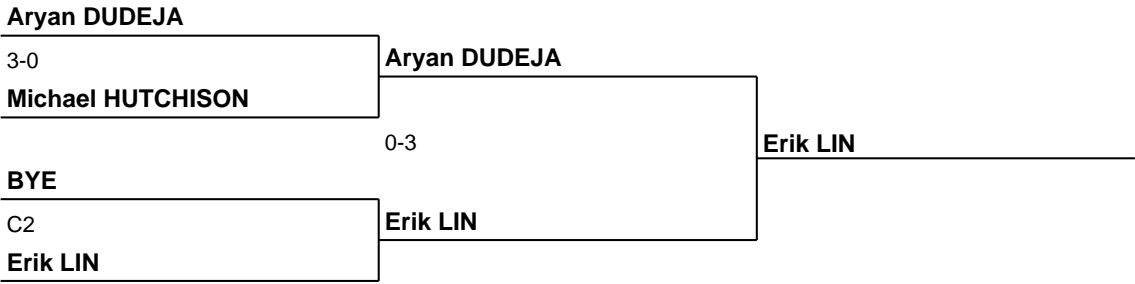 Aryan DUDEJA
3-0
Michael HUTCHISON
Aryan DUDEJA
0-3
Erik LIN
BYE
C2
Erik LIN
Erik LIN